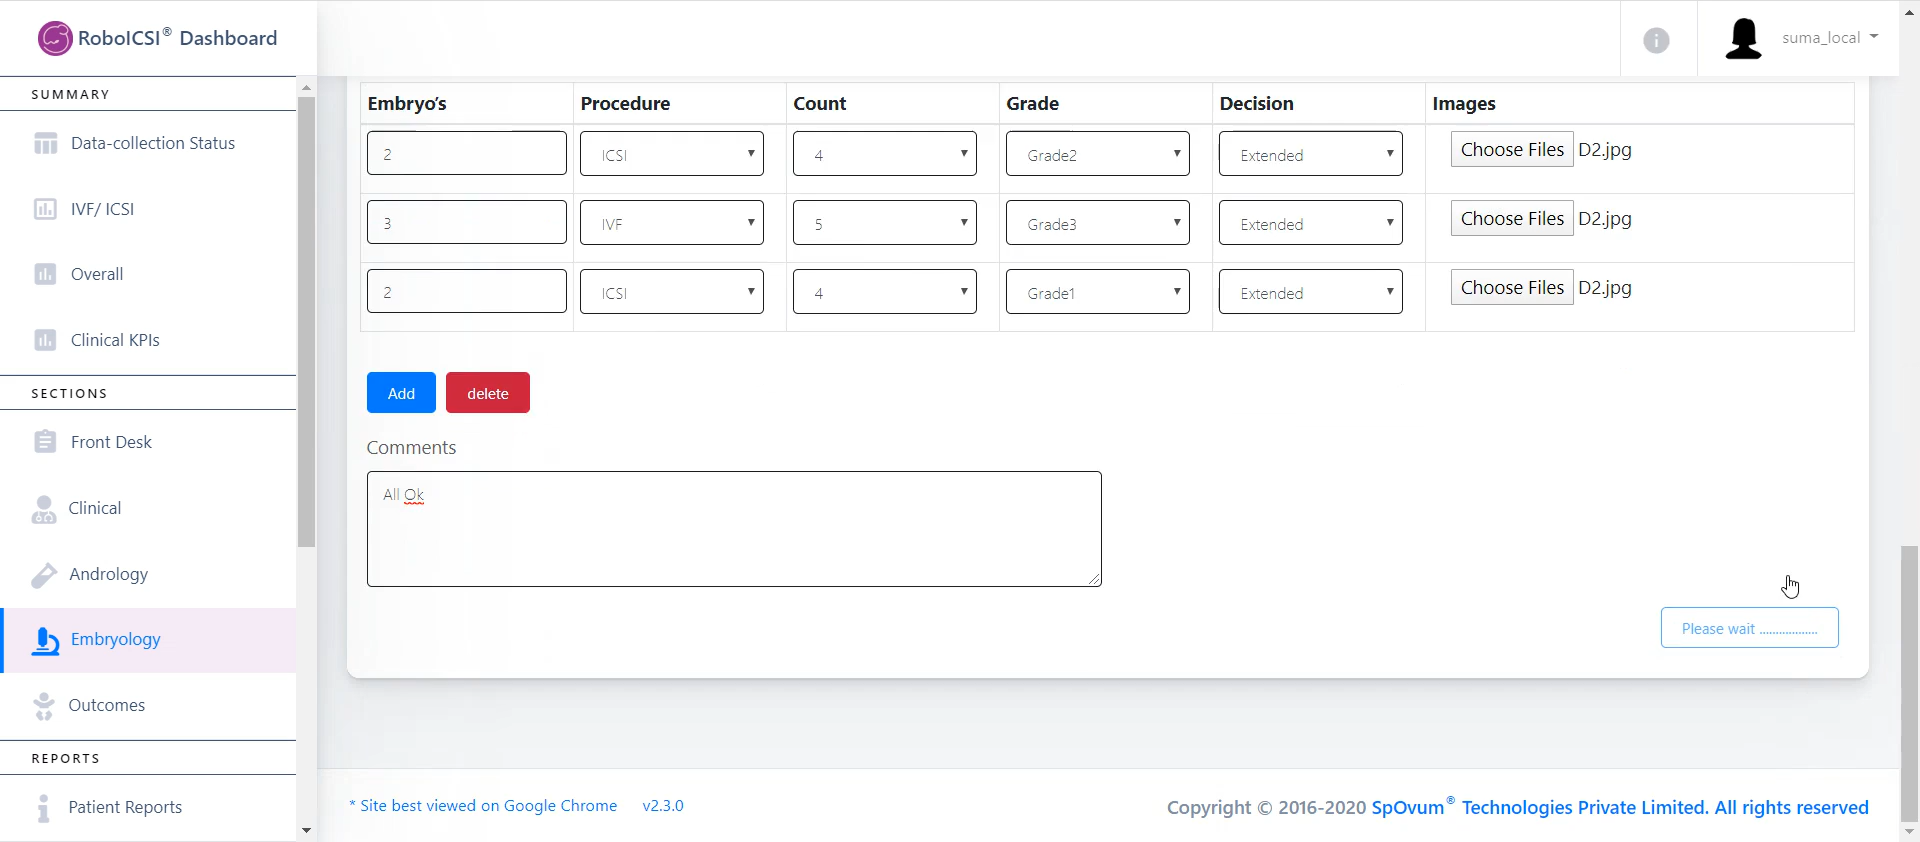 RoboICSI® Dashboard
suma_local
SUMMARY
Data-collection Status
IVF/ ICSI
Overall
Clinical KPIs
SECTIONS
Front Desk
Clinical
Andrology
Embryology
Outcomes
REPORTS
Patient Reports
Embryo's Procedure Count Grade Decision Images
2 ICSI 4 Grade2 Extended Choose Files D2.jpg
3 IVF 5 Grade3 Extended Choose Files D2.jpg
2 ICSI 4 Grade1 Extended Choose Files D2.jpg
Add delete
Comments
All Ok
Please wait ..................
* Site best viewed on Google Chrome v2.3.0
Copyright © 2016-2020 SpOvum® Technologies Private Limited. All rights reserved